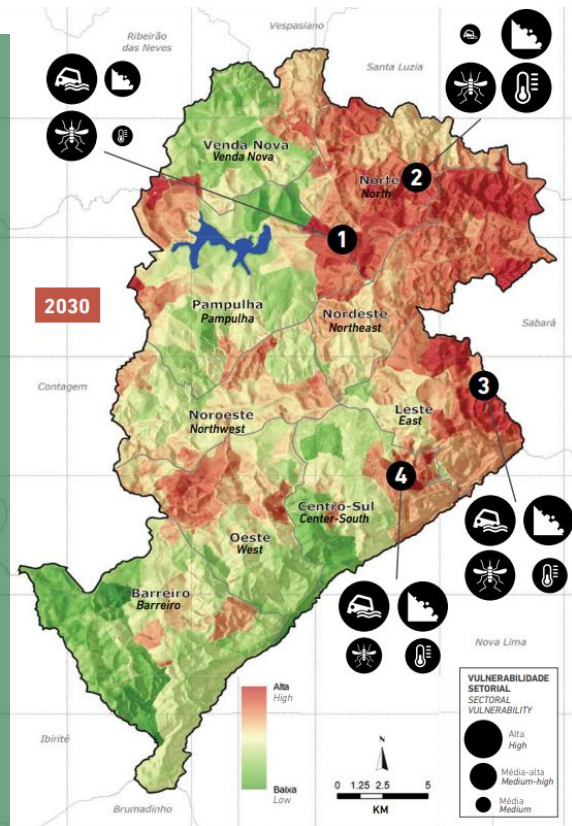 Ribeirão
das Neves
Vespasiano
Santa Luzia
Venda Nova
Venda Nova
Norte
North
2
1
2030
Pampulha
Pampulha
Nordeste
Northeast
Sabará
Contagem
3
Noroeste
Northwest
Leste
East
4
Centro-Sul
Center-South
Oeste
West
Barreiro
Barreiro
Nova Lima
Ibirité
Brumadinho
Alta
High
Baixa
Low
N
0 1.25 2.5 5
KM
VULNERABILIDADE
SETORIAL
SECTORAL
VULNERABILITY
Alta
High
Média-alta
Medium-high
Média
Medium